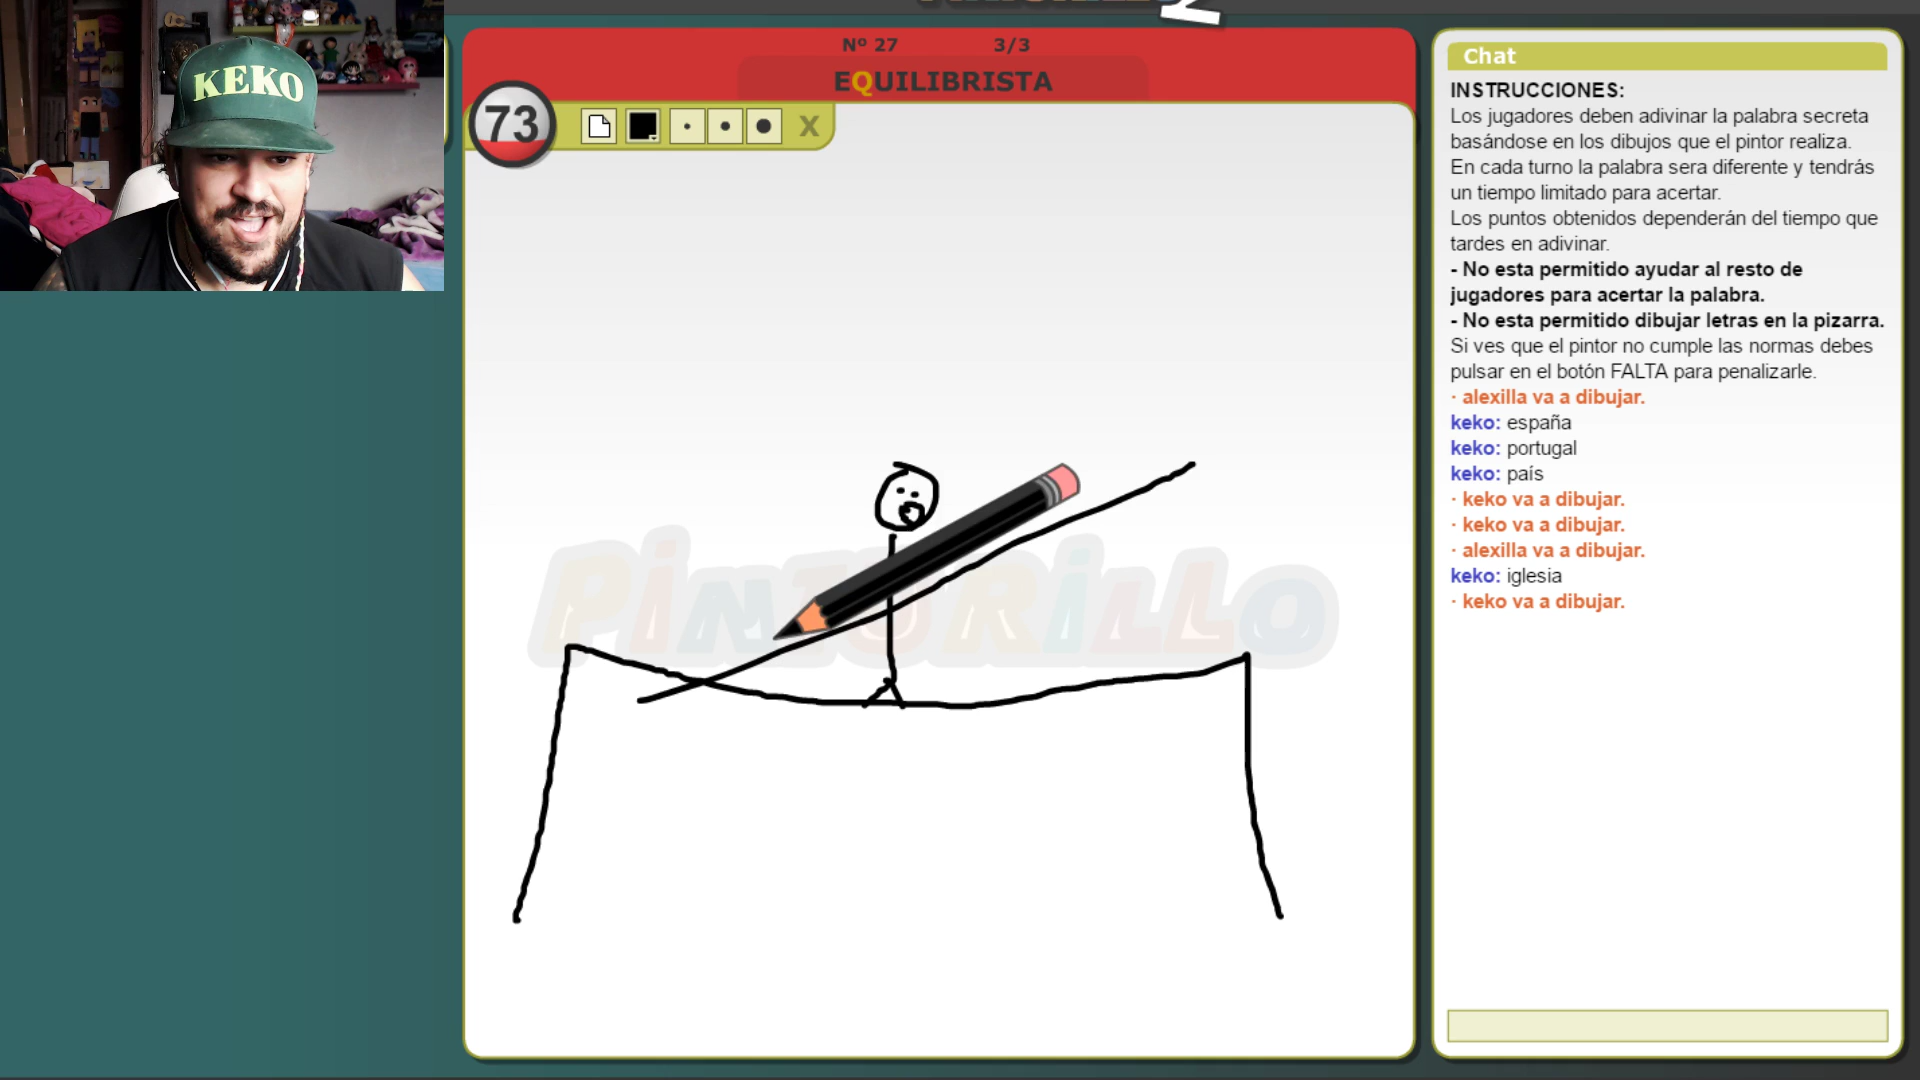 KEKO
Nº 27 3/3
EQUILIBRISTA
73
X
PINTURILLO
Chat
INSTRUCCIONES:
Los jugadores deben adivinar la palabra secreta
basándose en los dibujos que el pintor realiza.
En cada turno la palabra sera diferente y tendrás
un tiempo limitado para acertar.
Los puntos obtenidos dependerán del tiempo que
tardes en adivinar.
- No esta permitido ayudar al resto de
jugadores para acertar la palabra.
- No esta permitido dibujar letras en la pizarra.
Si ves que el pintor no cumple las normas debes
pulsar en el botón FALTA para penalizarle.
· alexilla va a dibujar.
keko: españa
keko: portugal
keko: país
· keko va a dibujar.
· keko va a dibujar.
· alexilla va a dibujar.
keko: iglesia
· keko va a dibujar.